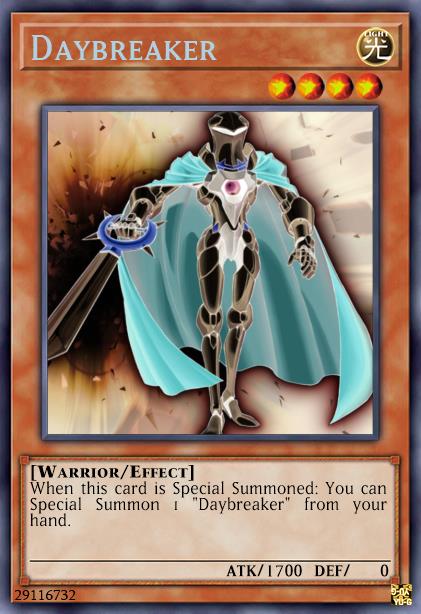 DAYBREAKER
LIGHT
光
[WARRIOR/EFFECT]
When this card is Special Summoned: You can
Special Summon 1 "Daybreaker" from your
hand.
ATK/1700 DEF/ 0
29116732